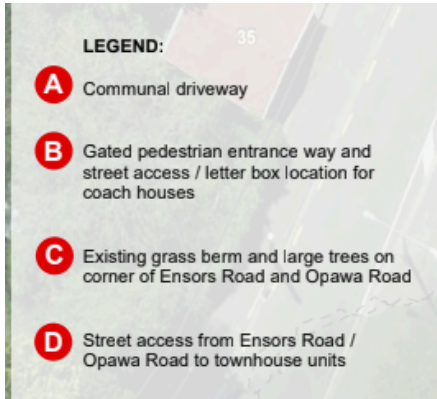 35
LEGEND:
A Communal driveway
B Gated pedestrian entrance way and
street access / letter box location for
coach houses
C Existing grass berm and large trees on
corner of Ensors Road and Opawa Road
D Street access from Ensors Road /
Opawa Road to townhouse units